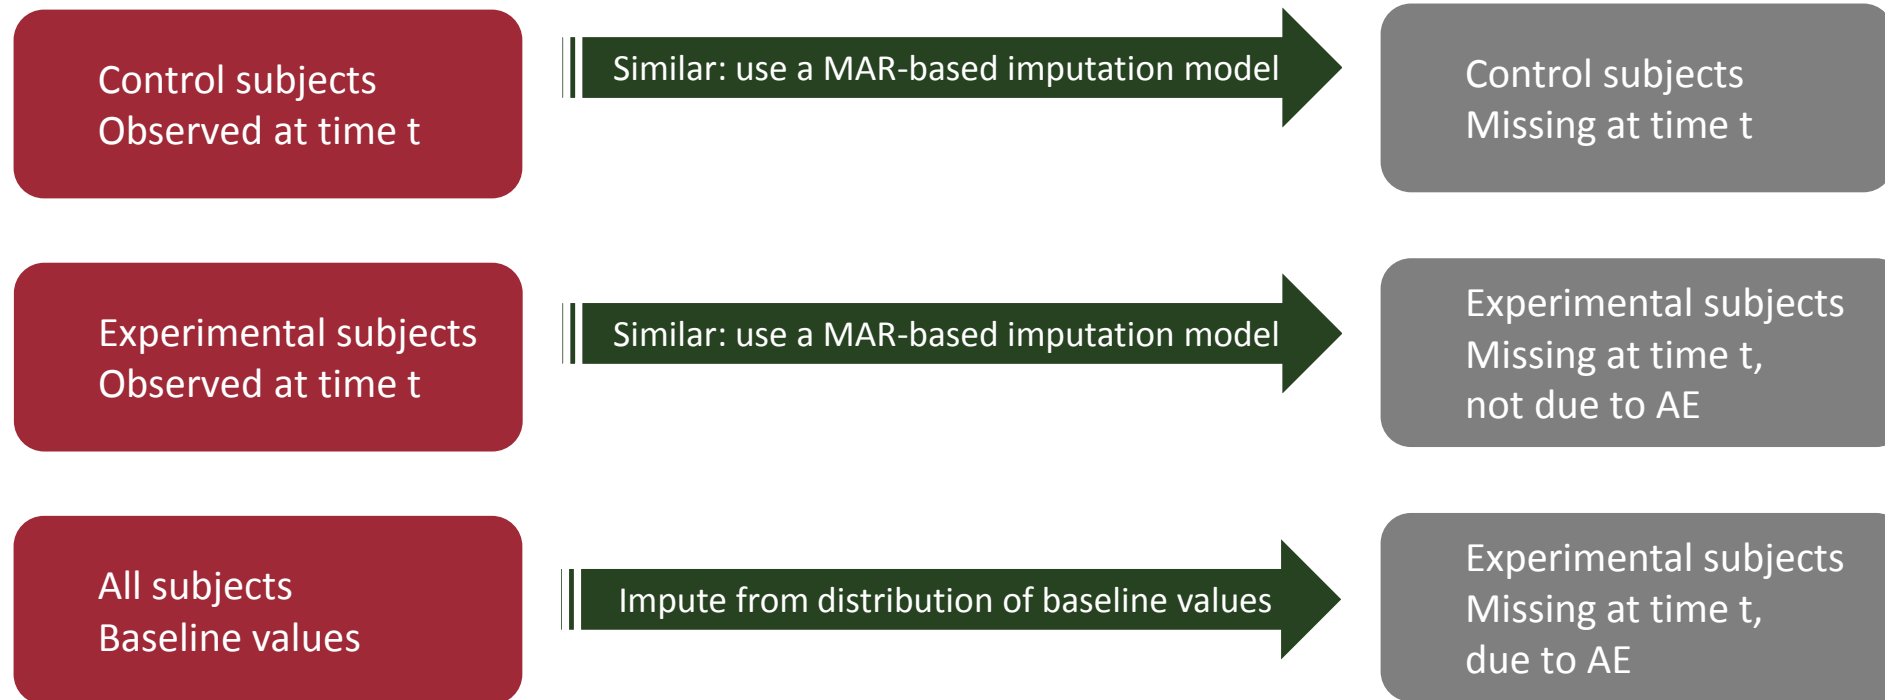 Control subjects
Observed at time t
Similar: use a MAR-based imputation model
Control subjects
Missing at time t
Experimental subjects
Observed at time t
Similar: use a MAR-based imputation model
Experimental subjects
Missing at time t,
not due to AE
All subjects
Baseline values
Impute from distribution of baseline values
Experimental subjects
Missing at time t,
due to AE